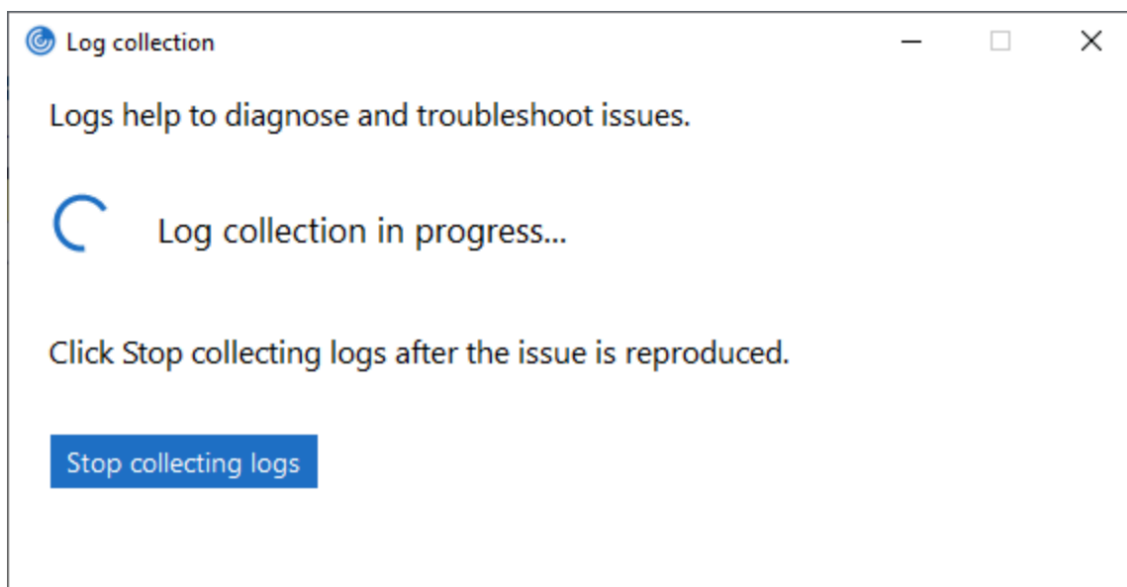 Log collection
Logs help to diagnose and troubleshoot issues.
Log collection in progress...
Click Stop collecting logs after the issue is reproduced.
Stop collecting logs